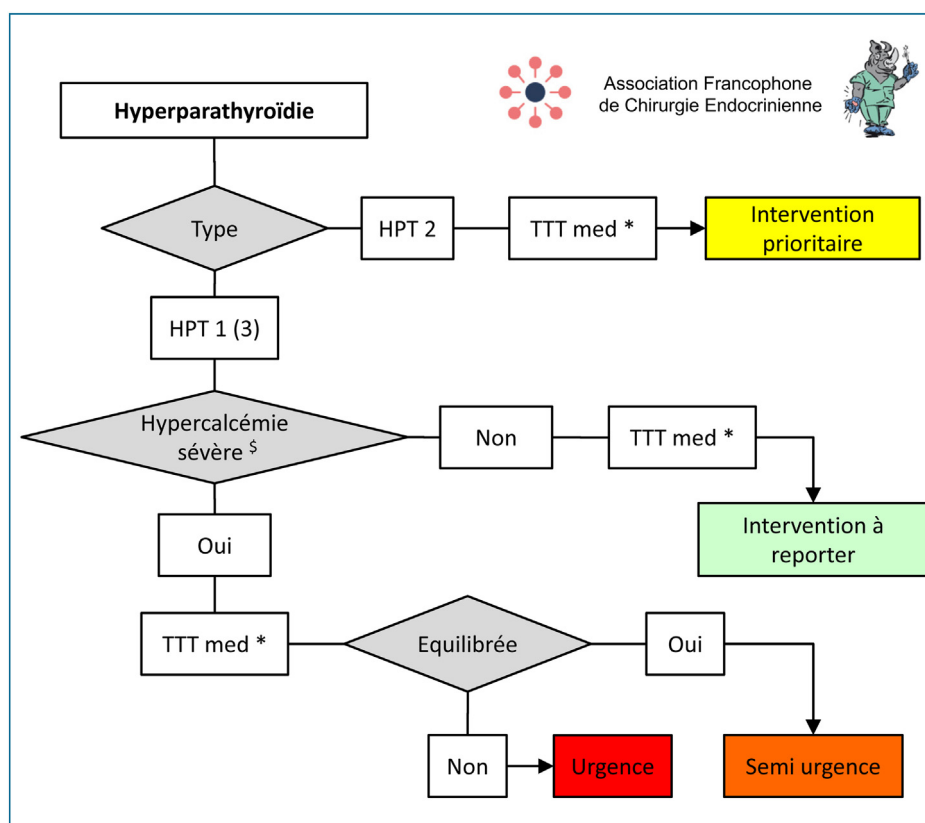 Association Francophone
de Chirurgie Endocrinienne
Hyperparathyroïdie
Type
HPT 2
TTT med *
Intervention
prioritaire
HPT 1 (3)
Hypercalcémie
sévère $
Non
TTT med *
Intervention à
reporter
Oui
TTT med *
Equilibrée
Oui
Non
Urgence
Semi urgence